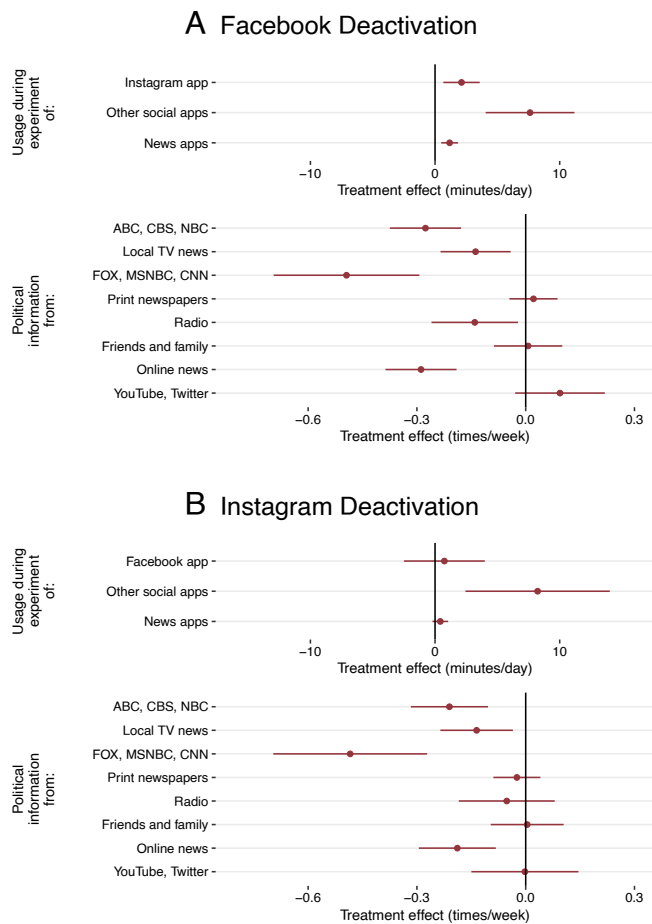 A Facebook Deactivation
Usage during
experiment
of:
Instagram app
Other social apps
News apps
−10 0 10
Treatment effect (minutes/day)
Political
information
from:
ABC, CBS, NBC
Local TV news
FOX, MSNBC, CNN
Print newspapers
Radio
Friends and family
Online news
YouTube, Twitter
−0.6 −0.3 0.0 0.3
Treatment effect (times/week)
B Instagram Deactivation
Usage during
experiment
of:
Facebook app
Other social apps
News apps
−10 0 10
Treatment effect (minutes/day)
Political
information
from:
ABC, CBS, NBC
Local TV news
FOX, MSNBC, CNN
Print newspapers
Radio
Friends and family
Online news
YouTube, Twitter
−0.6 −0.3 0.0 0.3
Treatment effect (times/week)